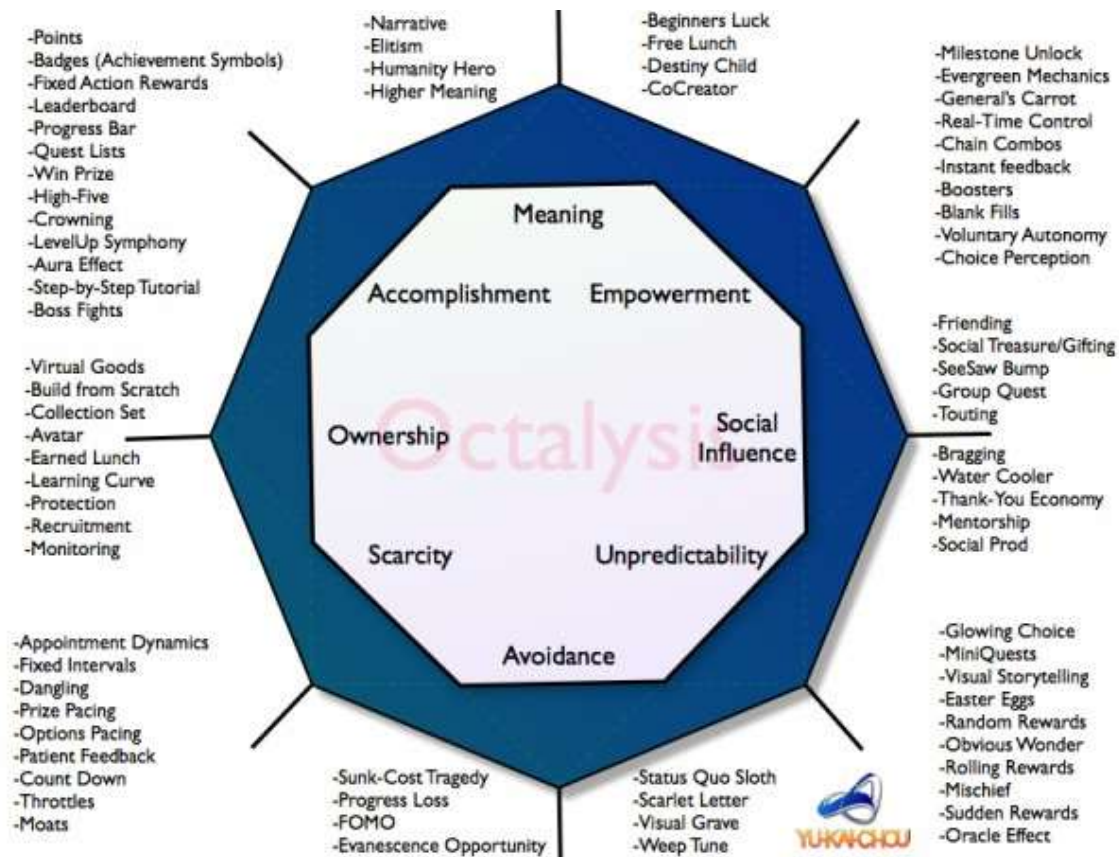 -Points
-Badges (Achievement Symbols)
-Fixed Action Rewards
-Leaderboard
-Progress Bar
-Quest Lists
-Win Prize
-High-Five
-Crowning
-LevelUp Symphony
-Aura Effect
-Step-by-Step Tutorial
-Boss Fights
-Narrative
-Elitism
-Humanity Hero
-Higher Meaning
-Beginners Luck
-Free Lunch
-Destiny Child
-CoCreator
-Milestone Unlock
-Evergreen Mechanics
-General's Carrot
-Real-Time Control
-Chain Combos
-Instant feedback
-Boosters
-Blank Fills
-Voluntary Autonomy
-Choice Perception
Meaning
Accomplishment
Empowerment
Ownership
Octalysis
Social
Influence
Scarcity
Unpredictability
Avoidance
-Virtual Goods
-Build from Scratch
-Collection Set
-Avatar
-Earned Lunch
-Learning Curve
-Protection
-Recruitment
-Monitoring
-Friending
-Social Treasure/Gifting
-SeeSaw Bump
-Group Quest
-Touting
-Bragging
-Water Cooler
-Thank-You Economy
-Mentorship
-Social Prod
-Appointment Dynamics
-Fixed Intervals
-Dangling
-Prize Pacing
-Options Pacing
-Patient Feedback
-Count Down
-Throttles
-Moats
-Sunk-Cost Tragedy
-Progress Loss
-FOMO
-Evanescence Opportunity
-Status Quo Sloth
-Scarlet Letter
-Visual Grave
-Weep Tune
-Glowing Choice
-MiniQuests
-Visual Storytelling
-Easter Eggs
-Random Rewards
-Obvious Wonder
-Rolling Rewards
-Mischief
-Sudden Rewards
-Oracle Effect
YU-KAI-CHOU